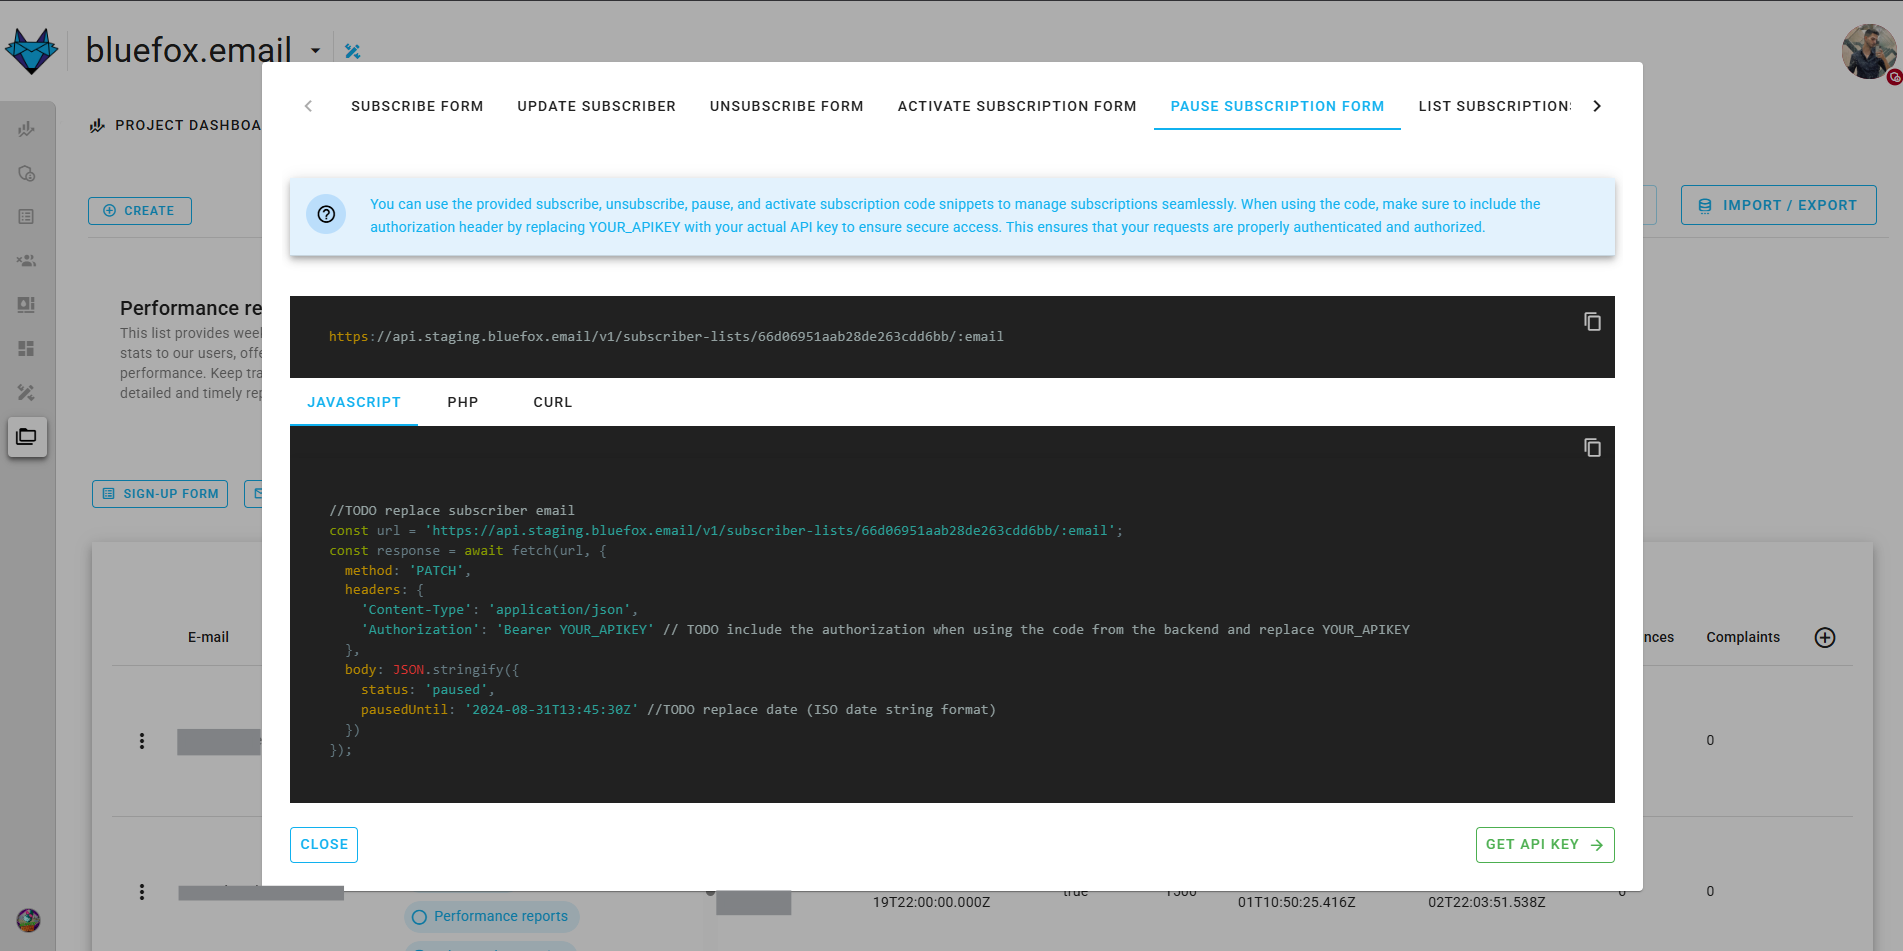 bluefox.email
SUBSCRIBE FORM
UPDATE SUBSCRIBER
UNSUBSCRIBE FORM
ACTIVATE SUBSCRIPTION FORM
PAUSE SUBSCRIPTION FORM
LIST SUBSCRIPTION
PROJECT DASHBOA
You can use the provided subscribe, unsubscribe, pause, and activate subscription code snippets to manage subscriptions seamlessly. When using the code, make sure to include the
authorization header by replacing YOUR_APIKEY with your actual API key to ensure secure access. This ensures that your requests are properly authenticated and authorized.
CREATE
IMPORT / EXPORT
Performance re
This list provides wee
stats to our users, offe
performance. Keep tra
detailed and timely rep
https://api.staging.bluefox.email/v1/subscriber-lists/66d06951aab28de263cdd6bb/:email
JAVASCRIPT
PHP
CURL
SIGN-UP FORM
//TODO replace subscriber email
const url = 'https://api.staging.bluefox.email/v1/subscriber-lists/66d06951aab28de263cdd6bb/:email';
const response = await fetch(url, {
method: 'PATCH',
headers: {
'Content-Type': 'application/json',
'Authorization': 'Bearer YOUR_APIKEY' // TODO include the authorization when using the code from the backend and replace YOUR_APIKEY
},
body: JSON.stringify({
status: 'paused',
pausedUntil: '2024-08-31T13:45:30Z' //TODO replace date (ISO date string format)
})
});
E-mail
nces
Complaints
0
CLOSE
GET API KEY
true
1500
0
0
19T22:00:00.000Z
01T10:50:25.416Z
02T22:03:51.538Z
Performance reports